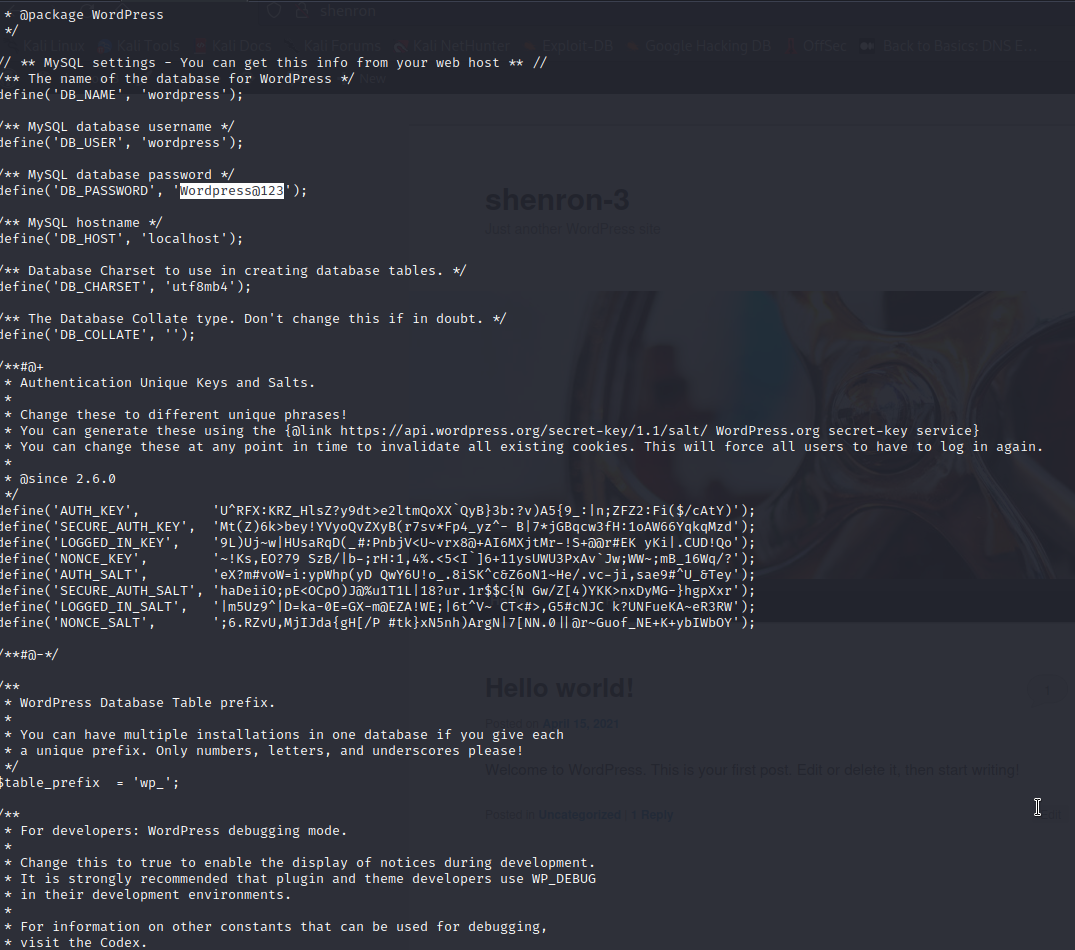 * @package WordPress
*/
shenron
Kali Linux Kali Tools Kali Docs Kali Forums Kali NetHunter Exploit-DB Google Hacking DB OffSec Back to Basics: DNS E...
// ** MySQL settings - You can get this info from your web host ** //
/** The name of the database for WordPress */
New
define('DB_NAME', 'wordpress');
/** MySQL database username */
define('DB_USER', 'wordpress');
/** MySQL database password */
define('DB_PASSWORD', 'Wordpress@123');
shenron-3
Just another WordPress site
/** MySQL hostname */
define('DB_HOST', 'localhost');
/** Database Charset to use in creating database tables. */
define('DB_CHARSET', 'utf8mb4');
/** The Database Collate type. Don't change this if in doubt. */
define('DB_COLLATE', '');
/**#@+
* Authentication Unique Keys and Salts.
*
* Change these to different unique phrases!
* You can generate these using the {@link https://api.wordpress.org/secret-key/1.1/salt/ WordPress.org secret-key service}
* You can change these at any point in time to invalidate all existing cookies. This will force all users to have to log in again.
*
* @since 2.6.0
*/
define('AUTH_KEY', 'U^RFX:KRZ_HlsZ?y9dt>e2ltmQoXX`QyB}3b:?v)A5{9_:|n;ZFZ2:Fi($/cAtY)');
define('SECURE_AUTH_KEY', 'Mt(Z)6k>bey!YVyoQvZXyB(r7sv*Fp4_yz^- B|7*jGBqcw3fH:1oAW66YqkqMzd');
define('LOGGED_IN_KEY', '9L)Uj~w|HUsaRqD(_#:PnbjV<U~vrx8@+AI6MXjtMr-!S+@@r#EK yKi|.CUD!Qo');
define('NONCE_KEY', '~!Ks,EO?79 SzB/|b-;rH:1,4%.<5<I`]6+11ysUWU3PxAv`Jw;WW~;mB_16Wq/?');
define('AUTH_SALT', 'eX?m#voW=i:ypWhp(yD QwY6U!o_.8iSK^c&Z6oN1~He/.vc-ji,sae9#^U_&Tey');
define('SECURE_AUTH_SALT', 'haDeiiO;pE<OCpO)J@%u1T1L|18?ur.1r$$C{N Gw/Z[4)YKK>nxDyMG-}hgpXxr');
define('LOGGED_IN_SALT', '|m5Uz9^|D=ka-0E=GX-m@EZA!WE;|6t^V~ CT<#>,G5#cNJC k?UNFueKA~eR3RW');
define('NONCE_SALT', ';6.RZvU,MjIJda{gH[/P #tk}xN5nh)ArgN|7[NN.0||@r~Guof_NE+K+ybIWbOY');
/**#@-*/
/**
Hello world!
* WordPress Database Table prefix.
*
Posted on April 15, 2021
* You can have multiple installations in one database if you give each
* a unique prefix. Only numbers, letters, and underscores please!
*/
Welcome to WordPress. This is your first post. Edit or delete it, then start writing!
$table_prefix = 'wp_';
/**
Posted in Uncategorized 1 Reply
* For developers: WordPress debugging mode.
*
* Change this to true to enable the display of notices during development.
* It is strongly recommended that plugin and theme developers use WP_DEBUG
* in their development environments.
*
* For information on other constants that can be used for debugging,
* visit the Codex.